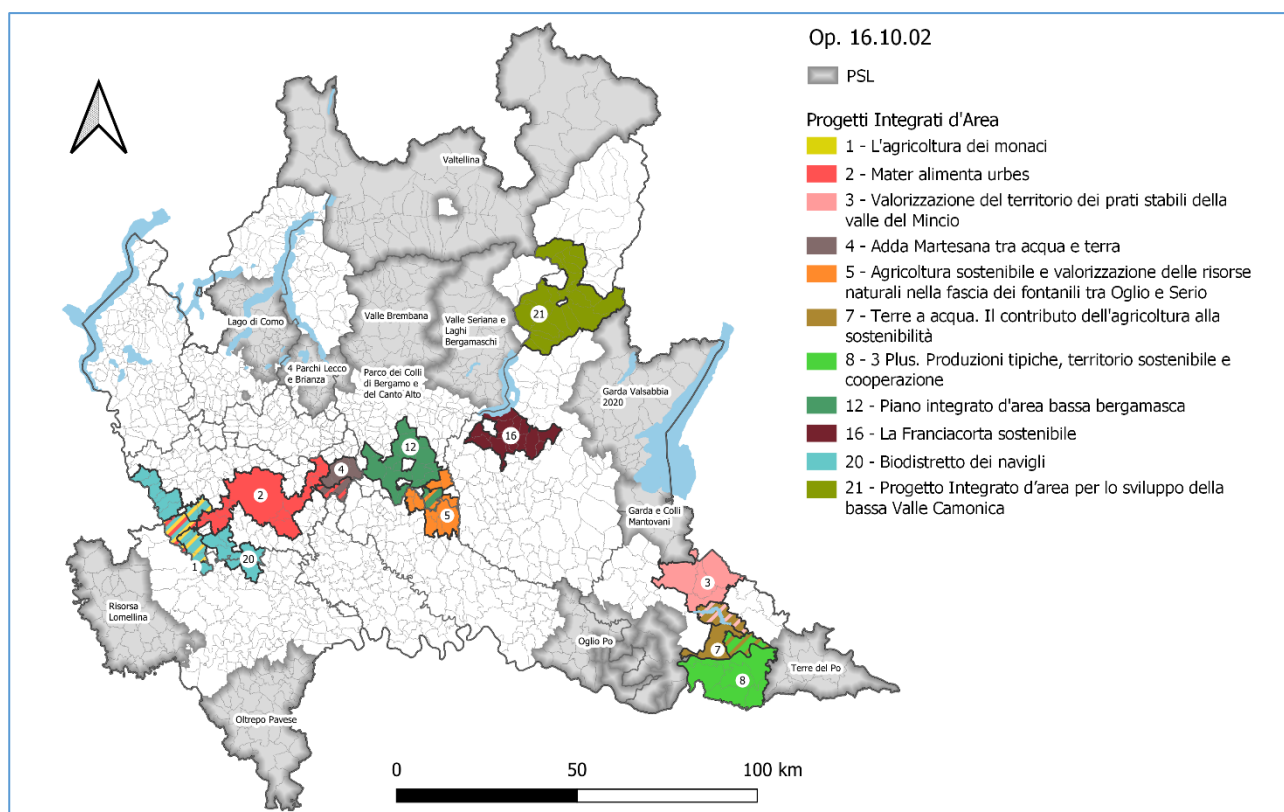 Op. 16.10.02
PSL
Progetti Integrati d'Area
1 - L'agricoltura dei monaci
2 - Mater alimenta urbes
3 - Valorizzazione del territorio dei prati stabili della
valle del Mincio
4 - Adda Martesana tra acqua e terra
5 - Agricoltura sostenibile e valorizzazione delle risorse
naturali nella fascia dei fontanili tra Oglio e Serio
7 - Terre a acqua. Il contributo dell'agricoltura alla
sostenibilità
8 - 3 Plus. Produzioni tipiche, territorio sostenibile e
cooperazione
12 - Piano integrato d'area bassa bergamasca
16 - La Franciacorta sostenibile
20 - Biodistretto dei navigli
21 - Progetto Integrato d'area per lo sviluppo della
bassa Valle Camonica
Valtellina
Lago di Como
Valle Brembana
Valle Seriana e
Laghi
Bergamaschi
21
4 Parchi Lecco
e Brianza
Parco dei Colli
di Bergamo e
del Canto Alto
Garda Valsabbia
2020
16
12
4
2
5
Garda e Colli
Mantovani
20
1
3
Risorsa
Lomellina
Oglio Po
7
Terre del Po
8
Oltrepo Pavese
0
50
100 km